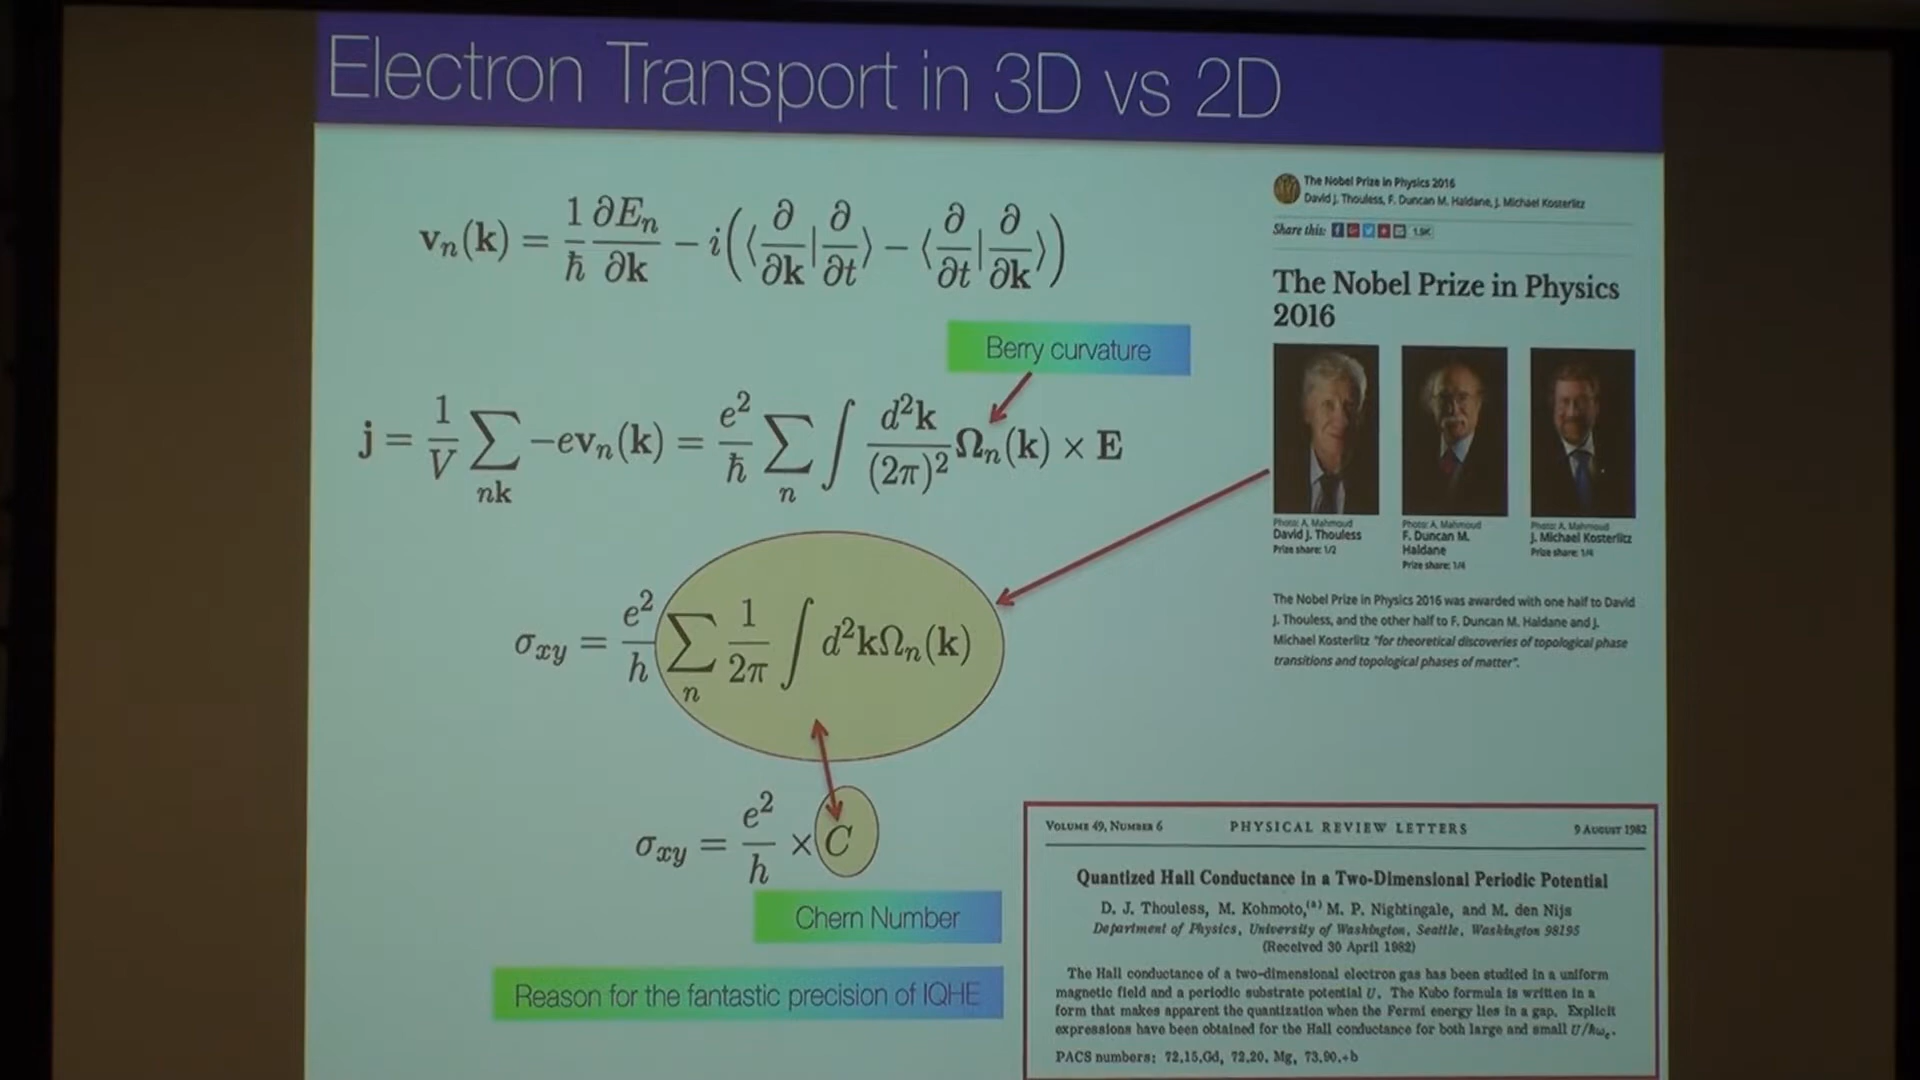 Electron Transport in 3D vs 2D
The Nobel Prize in Physics 2016
David J. Thouless, F. Duncan M. Haldane, J. Michael Kosterlitz
Share this:
1.9K
The Nobel Prize in Physics
2016
v_n(k) = 1/ħ ∂E_n/∂k − i(⟨∂/∂k|∂/∂t⟩ − ⟨∂/∂t|∂/∂k⟩)
Berry curvature
j = 1/V ∑_{nk} −ev_n(k) = e²/ħ ∑_n ∫ d²k/(2π)² Ω_n(k) × E
Photo: A. Mahmoud
David J. Thouless
Prize share: 1/2
Photo: A. Mahmoud
F. Duncan M.
Haldane
Prize share: 1/4
Photo: A. Mahmoud
J. Michael Kosterlitz
Prize share: 1/4
The Nobel Prize in Physics 2016 was awarded with one half to David
J. Thouless, and the other half to F. Duncan M. Haldane and J.
Michael Kosterlitz "for theoretical discoveries of topological phase
transitions and topological phases of matter".
σ_xy = e²/h ∑_n 1/2π ∫ d²kΩ_n(k)
σ_xy = e²/h × C
Chern Number
Reason for the fantastic precision of IQHE
VOLUME 49, NUMBER 6 PHYSICAL REVIEW LETTERS 9 AUGUST 1982
Quantized Hall Conductance in a Two-Dimensional Periodic Potential
D. J. Thouless, M. Kohmoto,(a) M. P. Nightingale, and M. den Nijs
Department of Physics, University of Washington, Seattle, Washington 98195
(Received 30 April 1982)
The Hall conductance of a two-dimensional electron gas has been studied in a uniform
magnetic field and a periodic substrate potential U. The Kubo formula is written in a
form that makes apparent the quantization when the Fermi energy lies in a gap. Explicit
expressions have been obtained for the Hall conductance for both large and small U/ħω_c.
PACS numbers: 72.15.Gd, 72.20. Mg, 73.90.+b